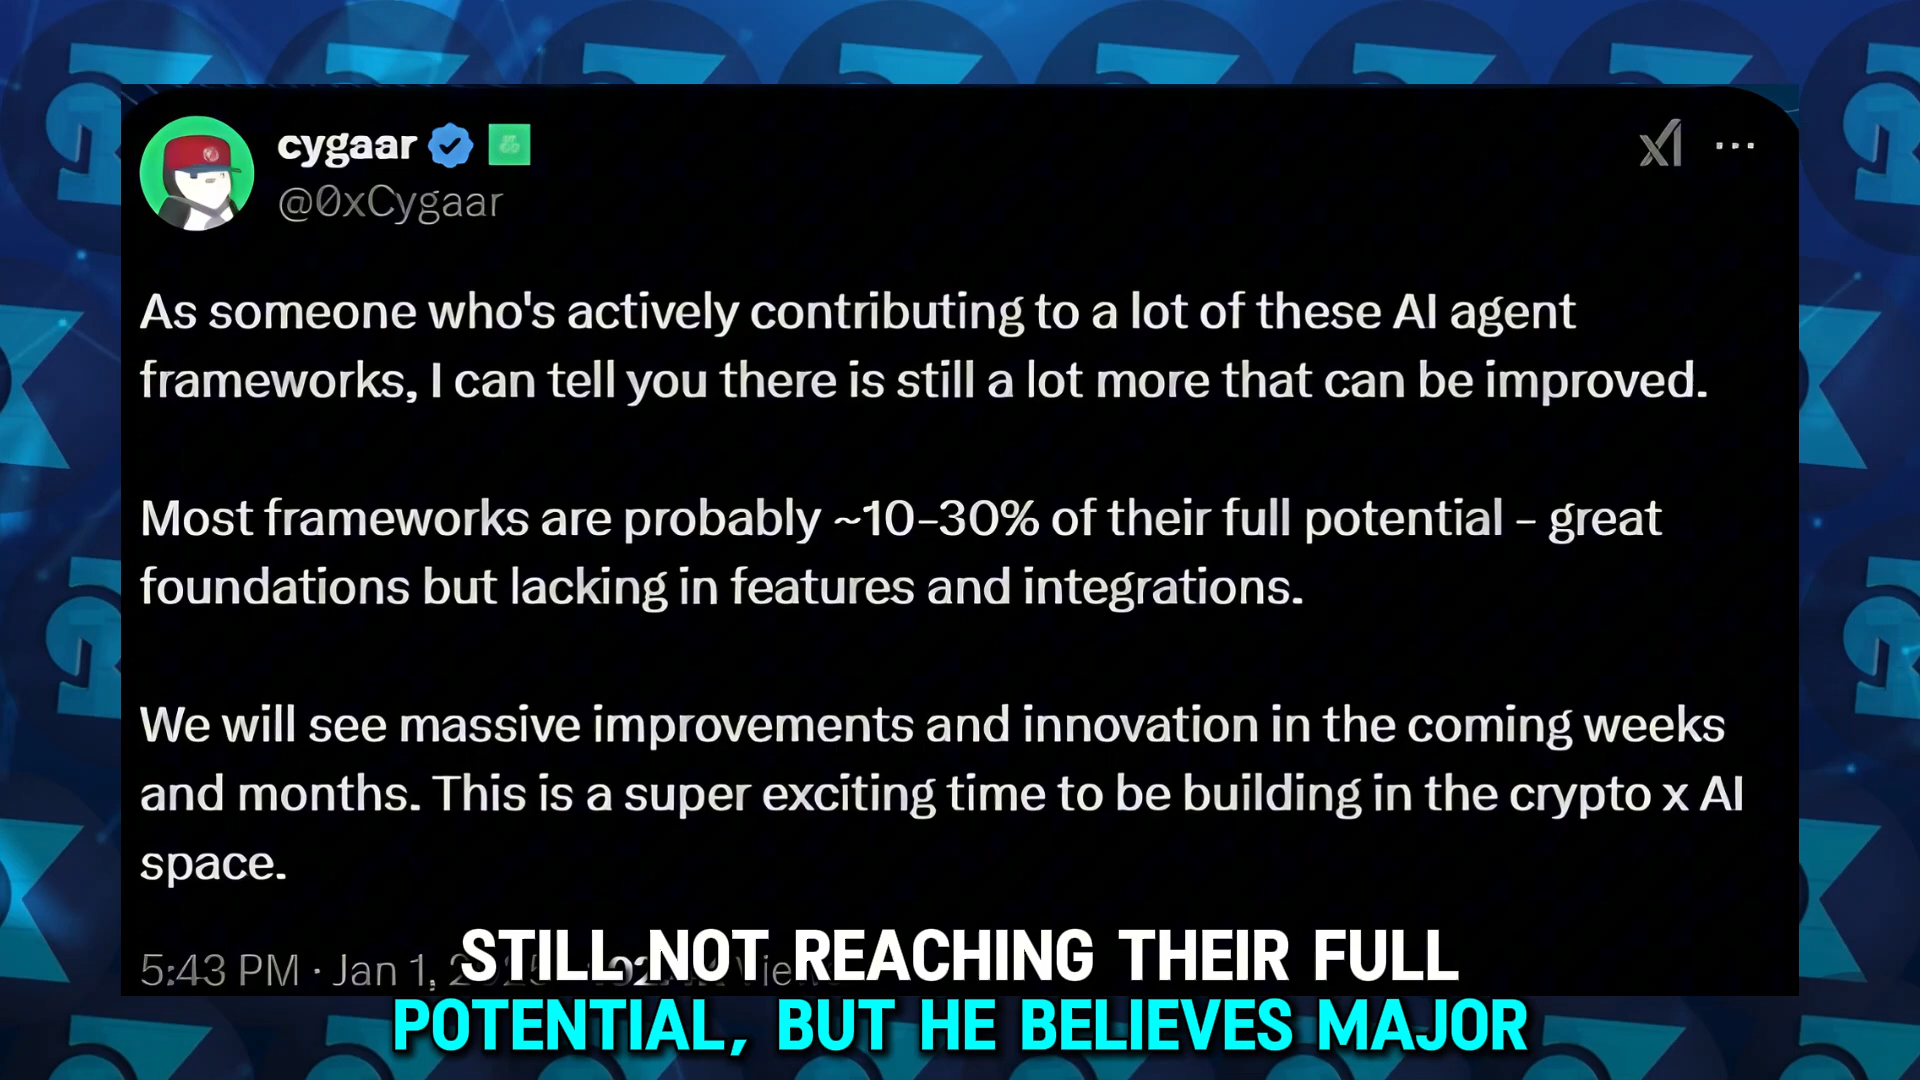 cygaar
@0xCygaar
As someone who's actively contributing to a lot of these AI agent
frameworks, I can tell you there is still a lot more that can be improved.
Most frameworks are probably ~10-30% of their full potential – great
foundations but lacking in features and integrations.
We will see massive improvements and innovation in the coming weeks
and months. This is a super exciting time to be building in the crypto x AI
space.
5:43 PM · Jan 1,
STILL NOT REACHING THEIR FULL
POTENTIAL, BUT HE BELIEVES MAJOR